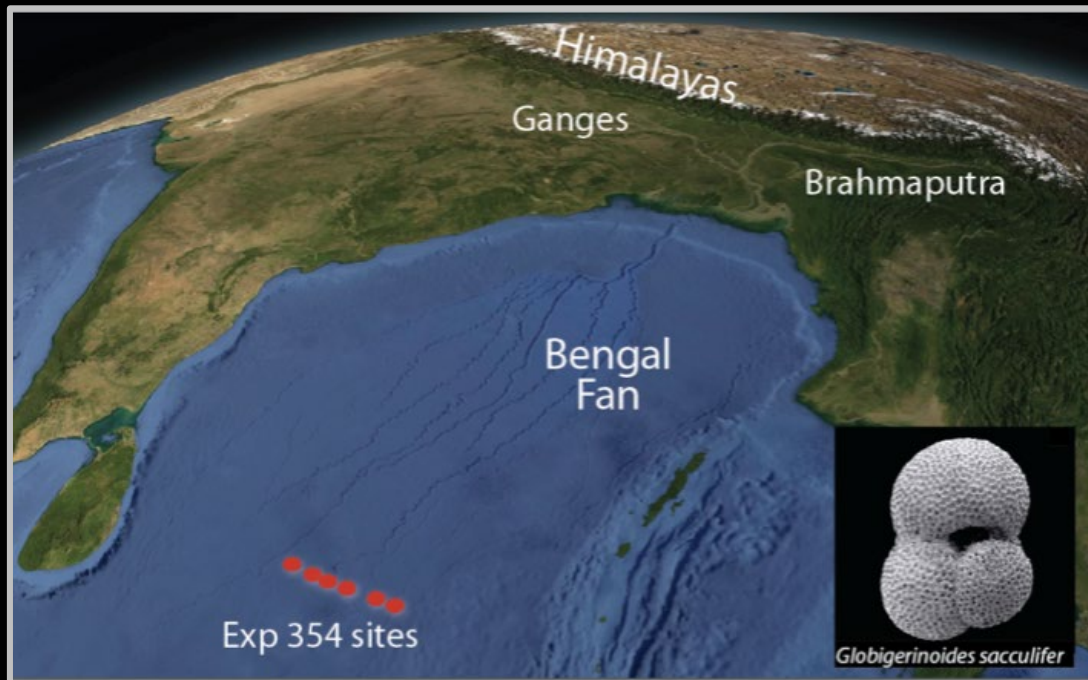 Himalayas
Ganges
Brahmaputra
Bengal
Fan
Exp 354 sites
Globigerinoides sacculifer